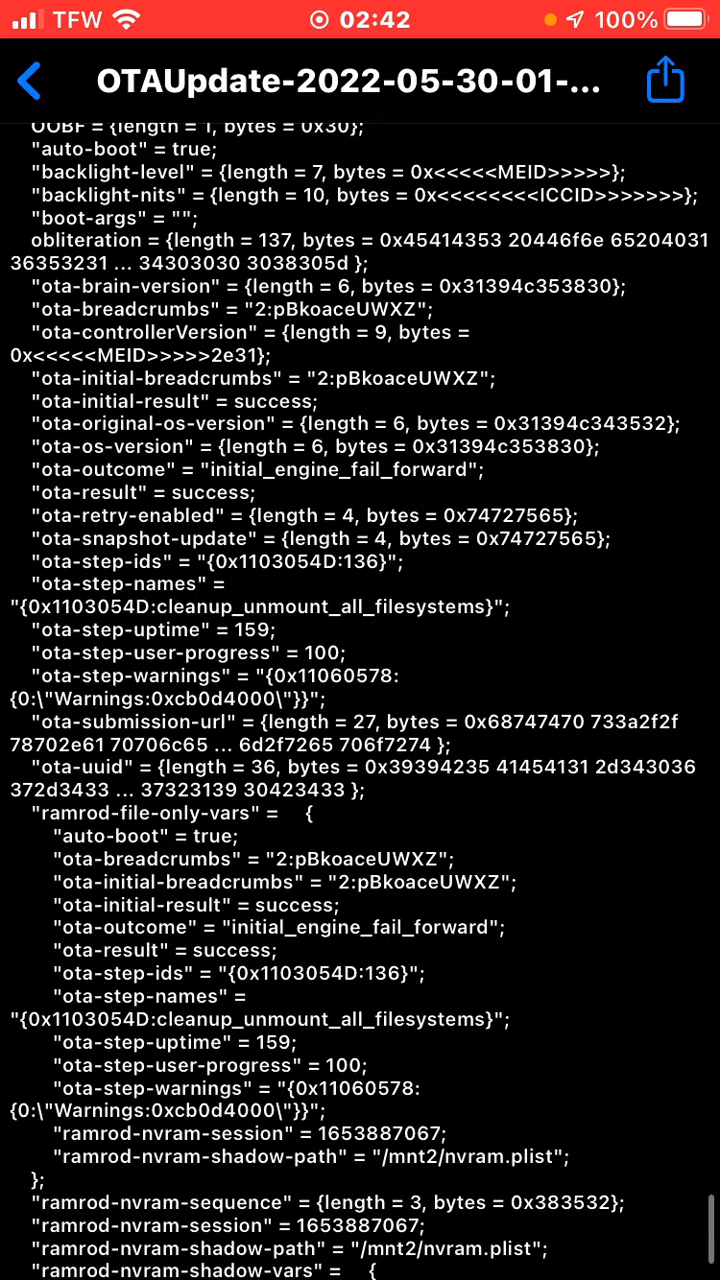 TFW 02:42 100%
OTAUpdate-2022-05-30-01-...
OOBF = {length = 1, bytes = 0x30};
"auto-boot" = true;
"backlight-level" = {length = 7, bytes = 0x<<<<<MEID>>>>>};
"backlight-nits" = {length = 10, bytes = 0x<<<<<<<<ICCID>>>>>>>};
"boot-args" = "";
obliteration = {length = 137, bytes = 0x45414353 20446f6e 65204031
36353231 ... 34303030 3038305d };
"ota-brain-version" = {length = 6, bytes = 0x31394c353830};
"ota-breadcrumbs" = "2:pBkoaceUWXZ";
"ota-controllerVersion" = {length = 9, bytes =
0x<<<<<MEID>>>>>2e31};
"ota-initial-breadcrumbs" = "2:pBkoaceUWXZ";
"ota-initial-result" = success;
"ota-original-os-version" = {length = 6, bytes = 0x31394c343532};
"ota-os-version" = {length = 6, bytes = 0x31394c353830};
"ota-outcome" = "initial_engine_fail_forward";
"ota-result" = success;
"ota-retry-enabled" = {length = 4, bytes = 0x74727565};
"ota-snapshot-update" = {length = 4, bytes = 0x74727565};
"ota-step-ids" = "{0x1103054D:136}";
"ota-step-names" =
"{0x1103054D:cleanup_unmount_all_filesystems}";
"ota-step-uptime" = 159;
"ota-step-user-progress" = 100;
"ota-step-warnings" = "{0x11060578:
{0:\"Warnings:0xcb0d4000\"}}";
"ota-submission-url" = {length = 27, bytes = 0x68747470 733a2f2f
78702e61 70706c65 ... 6d2f7265 706f7274 };
"ota-uuid" = {length = 36, bytes = 0x39394235 41454131 2d343036
372d3433 ... 37323139 30423433 };
"ramrod-file-only-vars" = {
"auto-boot" = true;
"ota-breadcrumbs" = "2:pBkoaceUWXZ";
"ota-initial-breadcrumbs" = "2:pBkoaceUWXZ";
"ota-initial-result" = success;
"ota-outcome" = "initial_engine_fail_forward";
"ota-result" = success;
"ota-step-ids" = "{0x1103054D:136}";
"ota-step-names" =
"{0x1103054D:cleanup_unmount_all_filesystems}";
"ota-step-uptime" = 159;
"ota-step-user-progress" = 100;
"ota-step-warnings" = "{0x11060578:
{0:\"Warnings:0xcb0d4000\"}}";
"ramrod-nvram-session" = 1653887067;
"ramrod-nvram-shadow-path" = "/mnt2/nvram.plist";
};
"ramrod-nvram-sequence" = {length = 3, bytes = 0x383532};
"ramrod-nvram-session" = 1653887067;
"ramrod-nvram-shadow-path" = "/mnt2/nvram.plist";
"ramrod-nvram-shadow-vars" = {